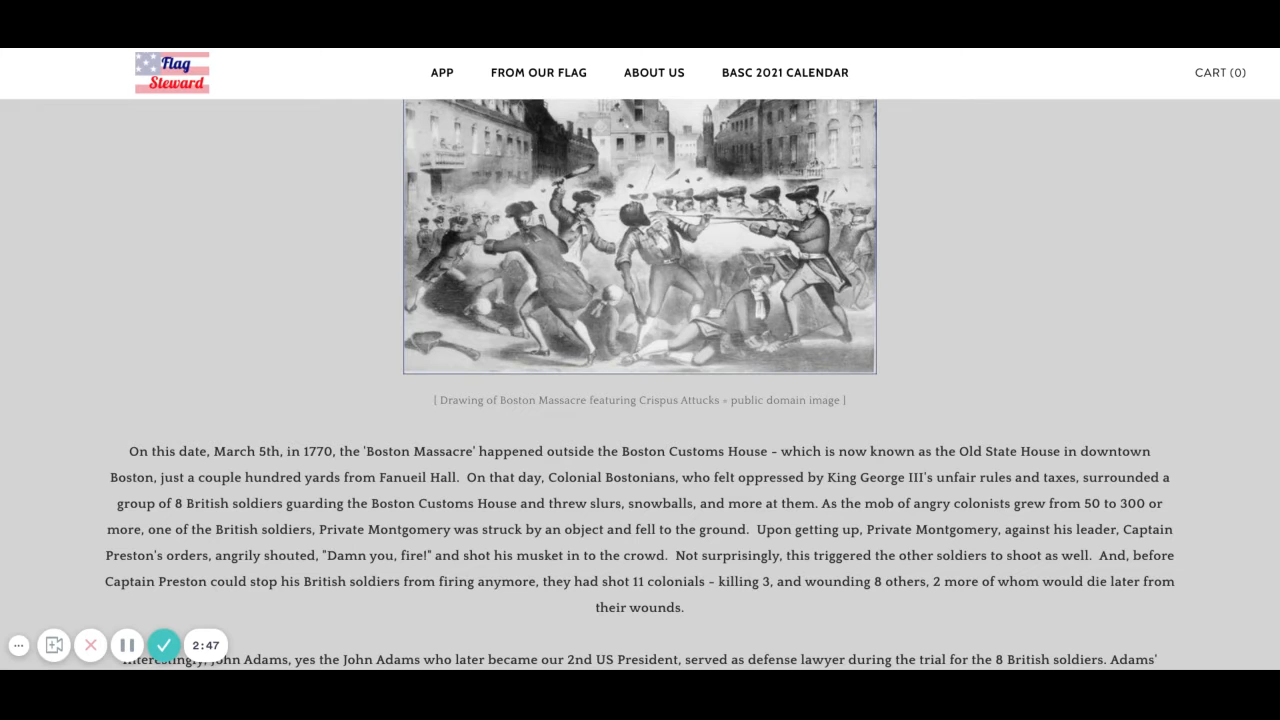 Flag
Steward
APP
FROM OUR FLAG
ABOUT US
BASC 2021 CALENDAR
CART (0)
[ Drawing of Boston Massacre featuring Crispus Attucks + public domain image ]
On this date, March 5th, in 1770, the 'Boston Massacre' happened outside the Boston Customs House - which is now known as the Old State House in downtown
Boston, just a couple hundred yards from Fanueil Hall.  On that day, Colonial Bostonians, who felt oppressed by King George III's unfair rules and taxes, surrounded a
group of 8 British soldiers guarding the Boston Customs House and threw slurs, snowballs, and more at them. As the mob of angry colonists grew from 50 to 300 or
more, one of the British soldiers, Private Montgomery was struck by an object and fell to the ground.  Upon getting up, Private Montgomery, against his leader, Captain
Preston's orders, angrily shouted, "Damn you, fire!" and shot his musket in to the crowd.  Not surprisingly, this triggered the other soldiers to shoot as well.  And, before
Captain Preston could stop his British soldiers from firing anymore, they had shot 11 colonials - killing 3, and wounding 8 others, 2 more of whom would die later from
their wounds.
Interestingly, John Adams, yes the John Adams who later became our 2nd US President, served as defense lawyer during the trial for the 8 British soldiers. Adams'
2:47